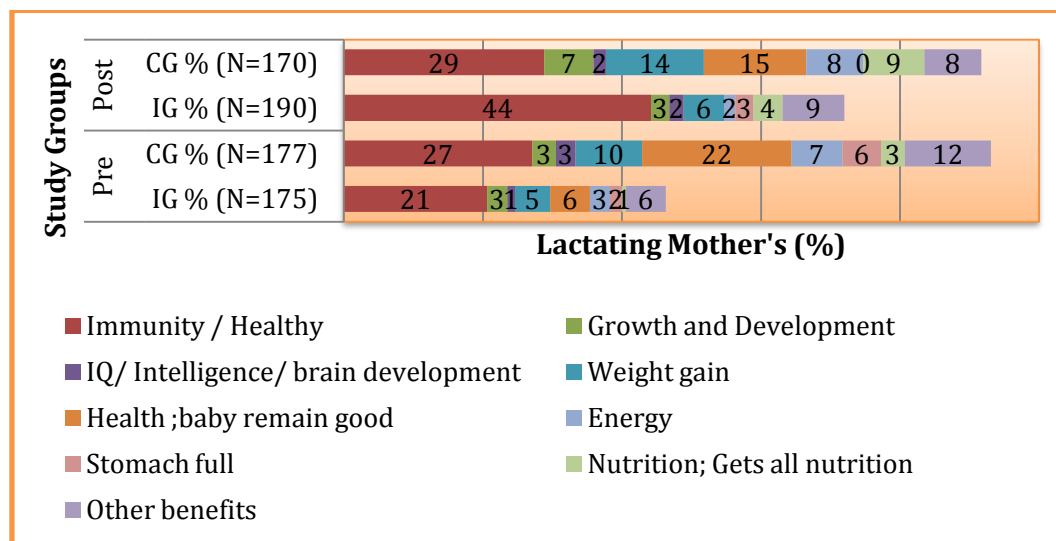 Study Groups
Post
CG % (N=170)
29 7 2 14 15 8 0 9 8
IG % (N=190)
44 3 2 6 2 3 4 9
Pre
CG % (N=177)
27 3 3 10 22 7 6 3 12
IG % (N=175)
21 3 1 5 6 3 2 1 6
Lactating Mother's (%)
Immunity / Healthy
Growth and Development
IQ/ Intelligence/ brain development
Weight gain
Health ;baby remain good
Energy
Stomach full
Nutrition; Gets all nutrition
Other benefits